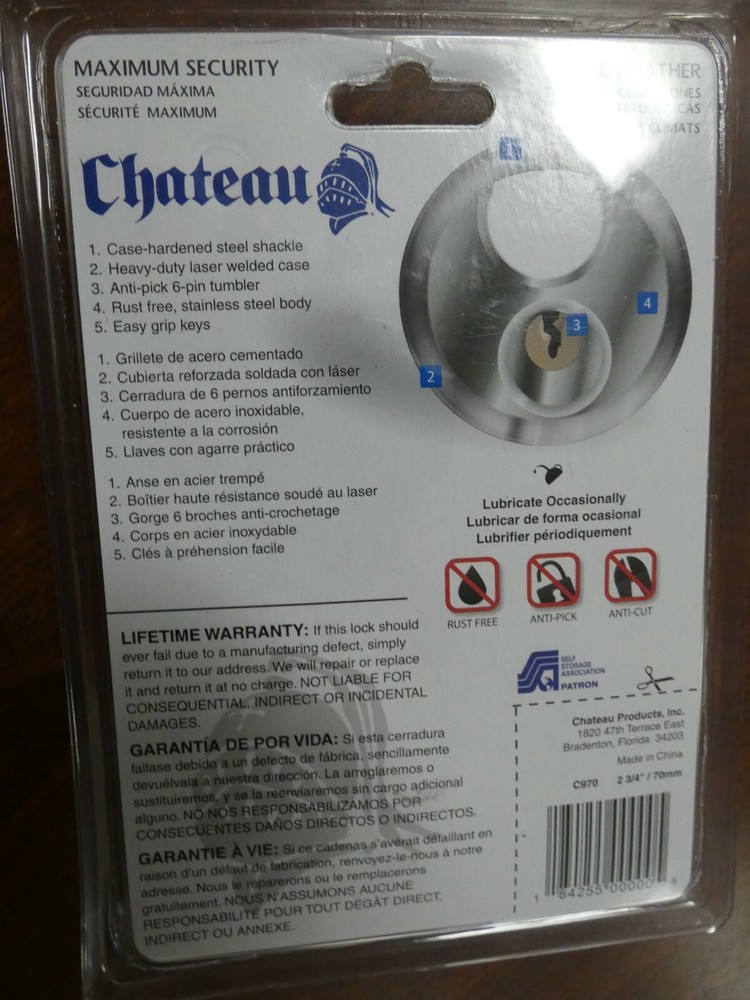 MAXIMUM SECURITY
SEGURIDAD MÁXIMA
SÉCURITÉ MAXIMUM
CLIMATS
Chateau
1. Case-hardened steel shackle
2. Heavy-duty laser welded case
3. Anti-pick 6-pin tumbler
4. Rust free, stainless steel body
5. Easy grip keys
1. Grillete de acero cementado
2. Cubierta reforzada soldada con láser
3. Cerradura de 6 pernos antiforzamiento
4. Cuerpo de acero inoxidable,
resistente a la corrosión
5. Llaves con agarre práctico
1. Anse en acier trempé
2. Boîtier haute résistance soudé au laser
3. Gorge 6 broches anti-crochetage
4. Corps en acier inoxydable
5. Clés à préhension facile
1
4
3
2
Lubricate Occasionally
Lubricar de forma ocasional
Lubrifier périodiquement
RUST FREE
ANTI-PICK
ANTI-CUT
LIFETIME WARRANTY: If this lock should
ever fail due to a manufacturing defect, simply
return it to our address. We will repair or replace
it and return it at no charge. NOT LIABLE FOR
CONSEQUENTIAL, INDIRECT OR INCIDENTAL
DAMAGES.
GARANTÍA DE POR VIDA: Si esta cerradura
fallase debido a un defecto de fábrica, sencillamente
devuélvala a nuestra dirección. La arreglaremos o
sustituiremos, y se la reenviaremos sin cargo adicional
alguno. NO NOS RESPONSABILIZAMOS POR
CONSECUENTES DAÑOS DIRECTOS O INDIRECTOS.
GARANTIE À VIE: Si ce cadenas s'avérait défaillant en
raison d'un défaut de fabrication, renvoyez-le-nous à notre
adresse. Nous le réparerons ou le remplacerons
gratuitement. NOUS N'ASSUMONS AUCUNE
RESPONSABILITÉ POUR TOUT DÉGÂT DIRECT,
INDIRECT OU ANNEXE.
SELF
STORAGE
ASSOCIATION
PATRON
Chateau Products, Inc.
1820 47th Terrace East
Bradenton, Florida 34203
Made in China
C970 2 3/4" / 70mm
1 84255 00000 5